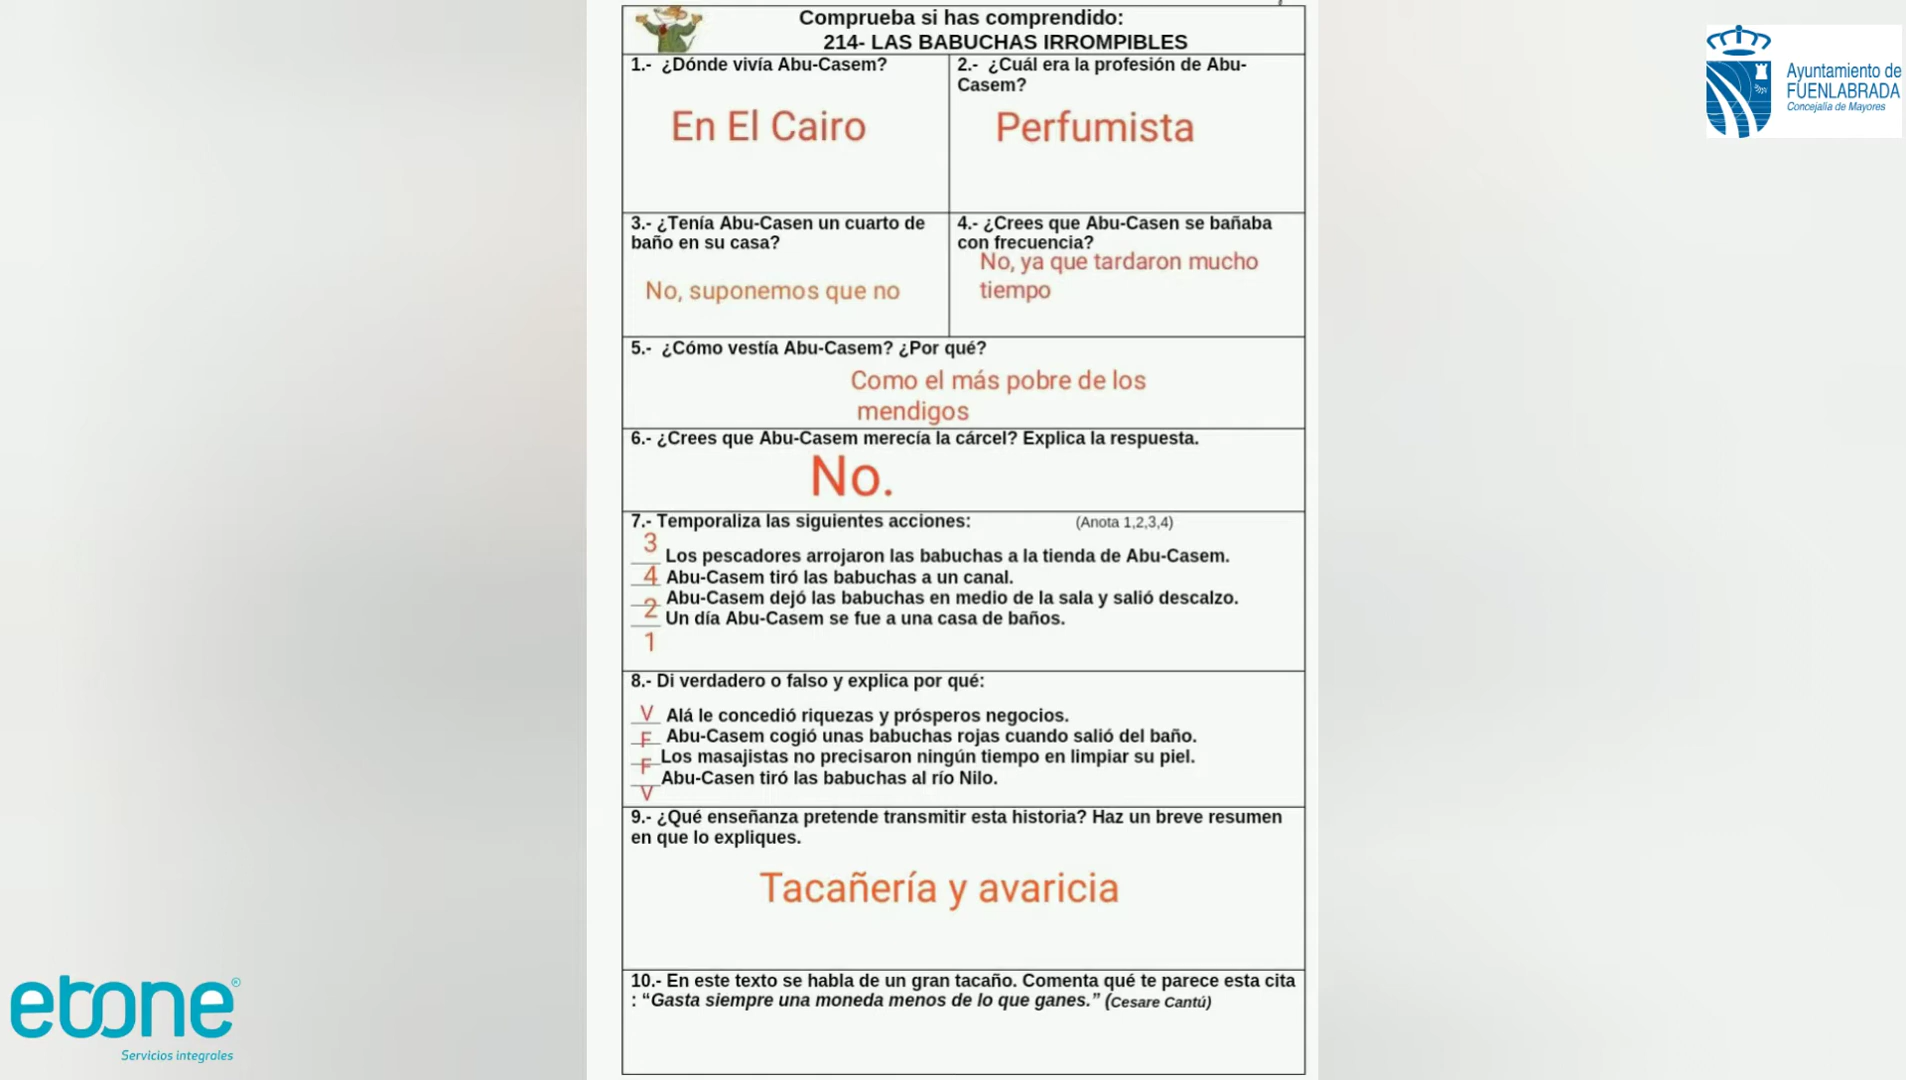 Comprueba si has comprendido:
214- LAS BABUCHAS IRROMPIBLES
1.- ¿Dónde vivía Abu-Casem?
En El Cairo
2.- ¿Cuál era la profesión de Abu-
Casem?
Perfumista
3.- ¿Tenía Abu-Casen un cuarto de
baño en su casa?
No, suponemos que no
4.- ¿Crees que Abu-Casen se bañaba
con frecuencia?
No, ya que tardaron mucho
tiempo
5.- ¿Cómo vestía Abu-Casem? ¿Por qué?
Como el más pobre de los
mendigos
6.- ¿Crees que Abu-Casem merecía la cárcel? Explica la respuesta.
No.
7.- Temporaliza las siguientes acciones: (Anota 1,2,3,4)
3 Los pescadores arrojaron las babuchas a la tienda de Abu-Casem.
4 Abu-Casem tiró las babuchas a un canal.
2 Abu-Casem dejó las babuchas en medio de la sala y salió descalzo.
1 Un día Abu-Casem se fue a una casa de baños.
8.- Di verdadero o falso y explica por qué:
V Alá le concedió riquezas y prósperos negocios.
F Abu-Casem cogió unas babuchas rojas cuando salió del baño.
F Los masajistas no precisaron ningún tiempo en limpiar su piel.
V Abu-Casen tiró las babuchas al río Nilo.
9.- ¿Qué enseñanza pretende transmitir esta historia? Haz un breve resumen
en que lo expliques.
Tacañería y avaricia
10.- En este texto se habla de un gran tacaño. Comenta qué te parece esta cita
: “Gasta siempre una moneda menos de lo que ganes.” (Cesare Cantú)
Ayuntamiento de
FUENLABRADA
Concejalía de Mayores
ebone®
Servicios integrales